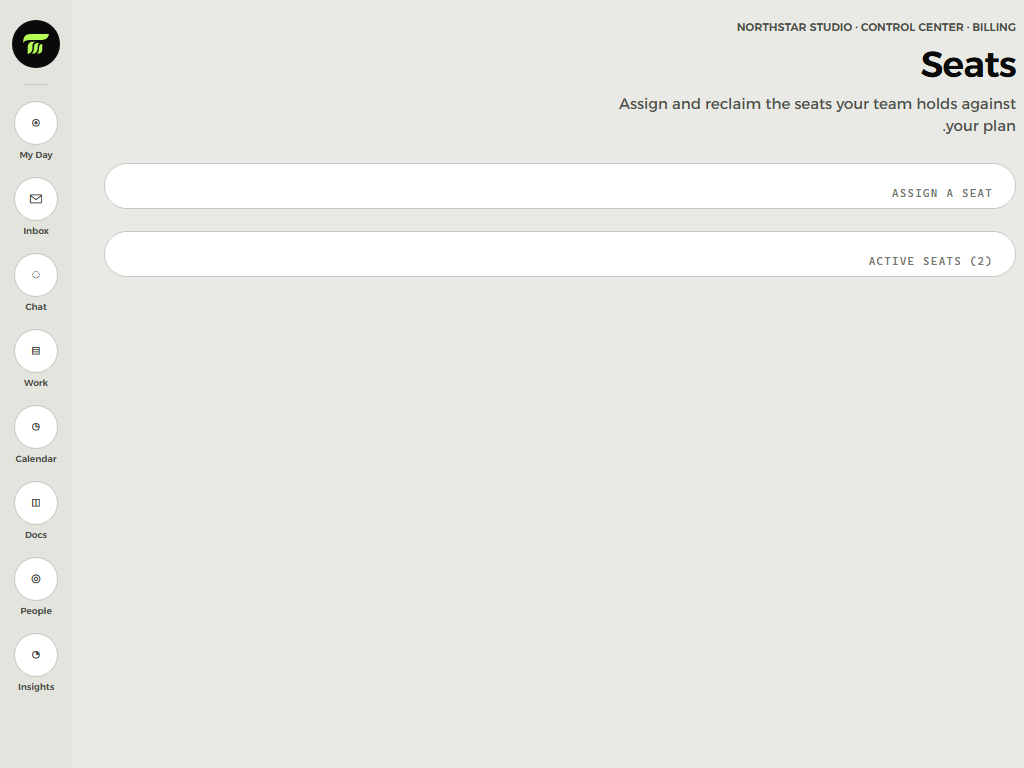 My Day
Inbox
Chat
Work
Calendar
Docs
People
Insights
NORTHSTAR STUDIO · CONTROL CENTER · BILLING
Seats
Assign and reclaim the seats your team holds against
.your plan
ASSIGN A SEAT
ACTIVE SEATS (2)